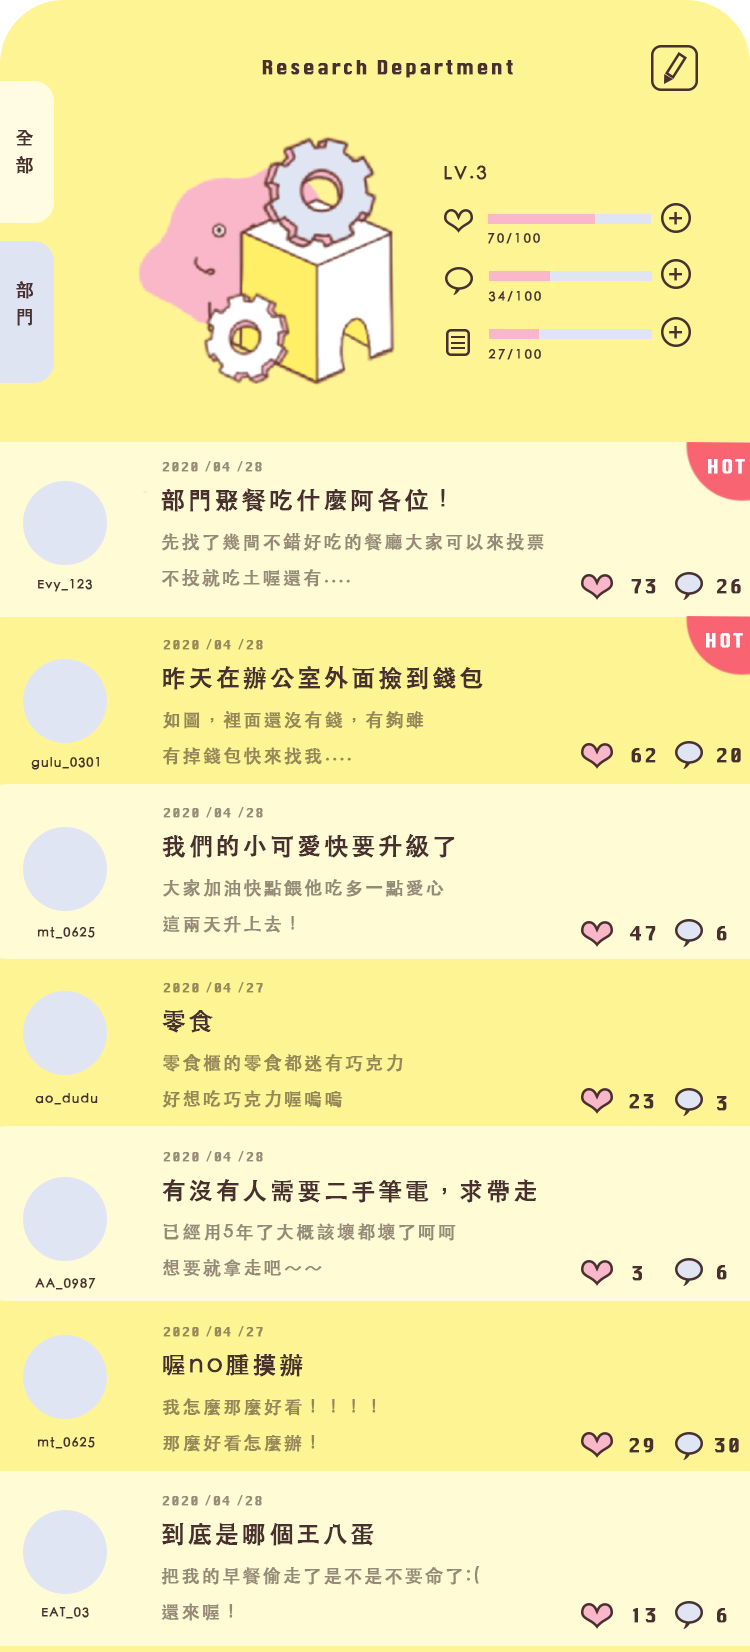 Research Department
全
部
部
門
LV.3
70/100
34/100
27/100
HOT
2020 /04 /28
部門聚餐吃什麼阿各位！
先找了幾間不錯好吃的餐廳大家可以來投票
不投就吃土喔還有....
Evy_123
73 26
HOT
2020 /04 /28
昨天在辦公室外面撿到錢包
如圖，裡面還沒有錢，有夠雖
有掉錢包快來找我....
gulu_0301
62 20
2020 /04 /28
我們的小可愛快要升級了
大家加油快點餵他吃多一點愛心
這兩天升上去！
mt_0625
47 6
2020 /04 /27
零食
零食櫃的零食都迷有巧克力
好想吃巧克力喔嗚嗚
ao_dudu
23 3
2020 /04 /28
有沒有人需要二手筆電，求帶走
已經用5年了大概該壞都壞了呵呵
想要就拿走吧～～
AA_0987
3 6
2020 /04 /27
喔no腫摸辦
我怎麼那麼好看！！！！
那麼好看怎麼辦！
mt_0625
29 30
2020 /04 /28
到底是哪個王八蛋
把我的早餐偷走了是不是不要命了:(
還來喔！
EAT_03
13 6